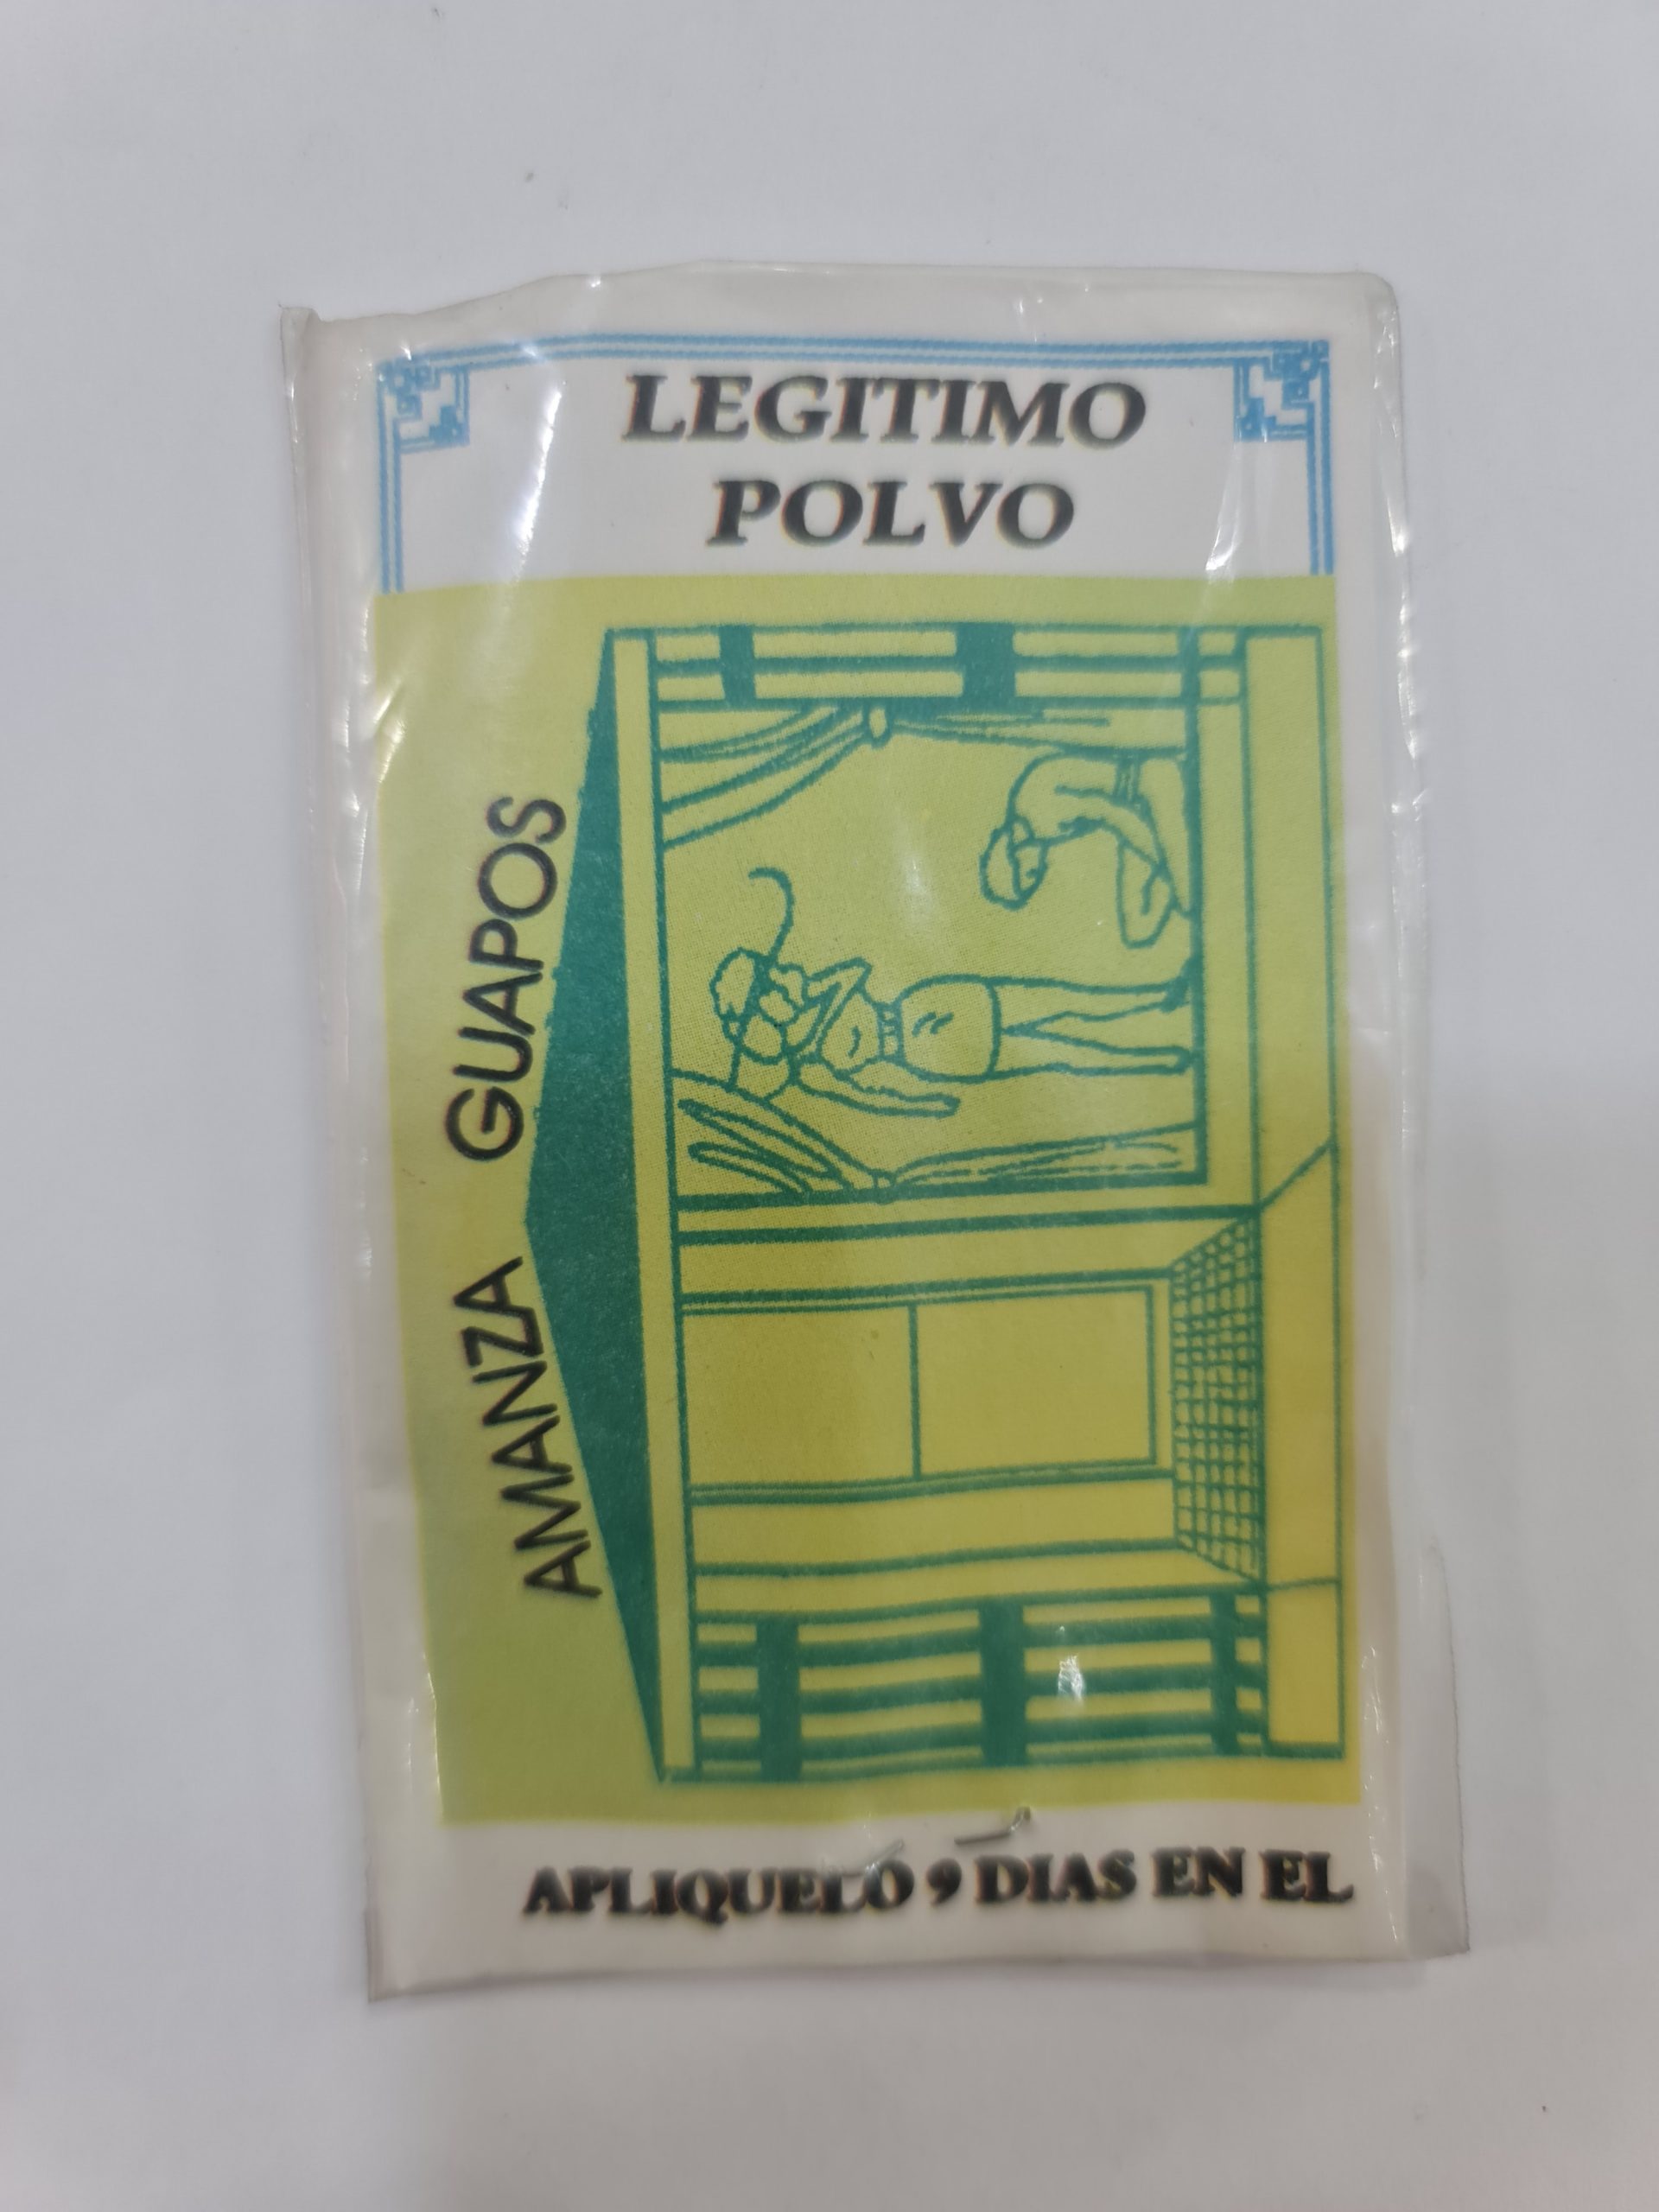 LEGITIMO
POLVO
AMANZA GUAPOS
APLIQUELO 9 DIAS EN EL